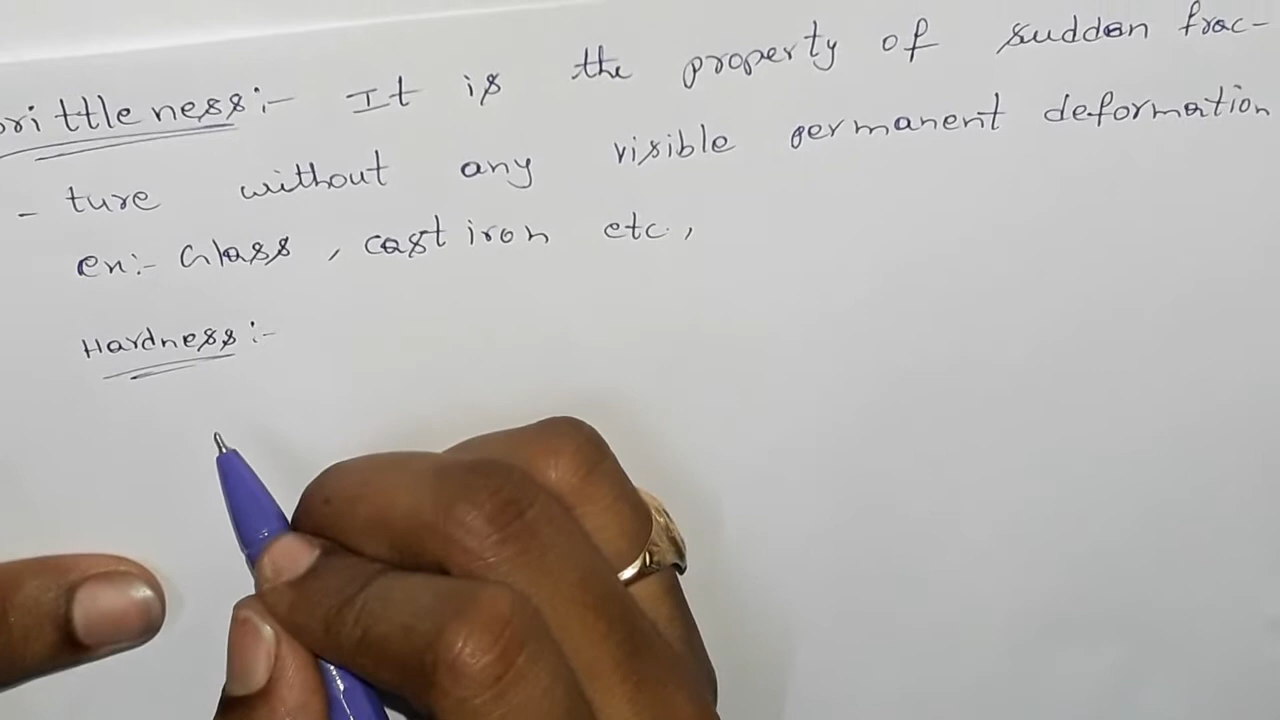 brittleness:- It is the property of sudden frac-
- ture without any visible permanent deformation
ex:- Glass, cast iron etc,
Hardness:-